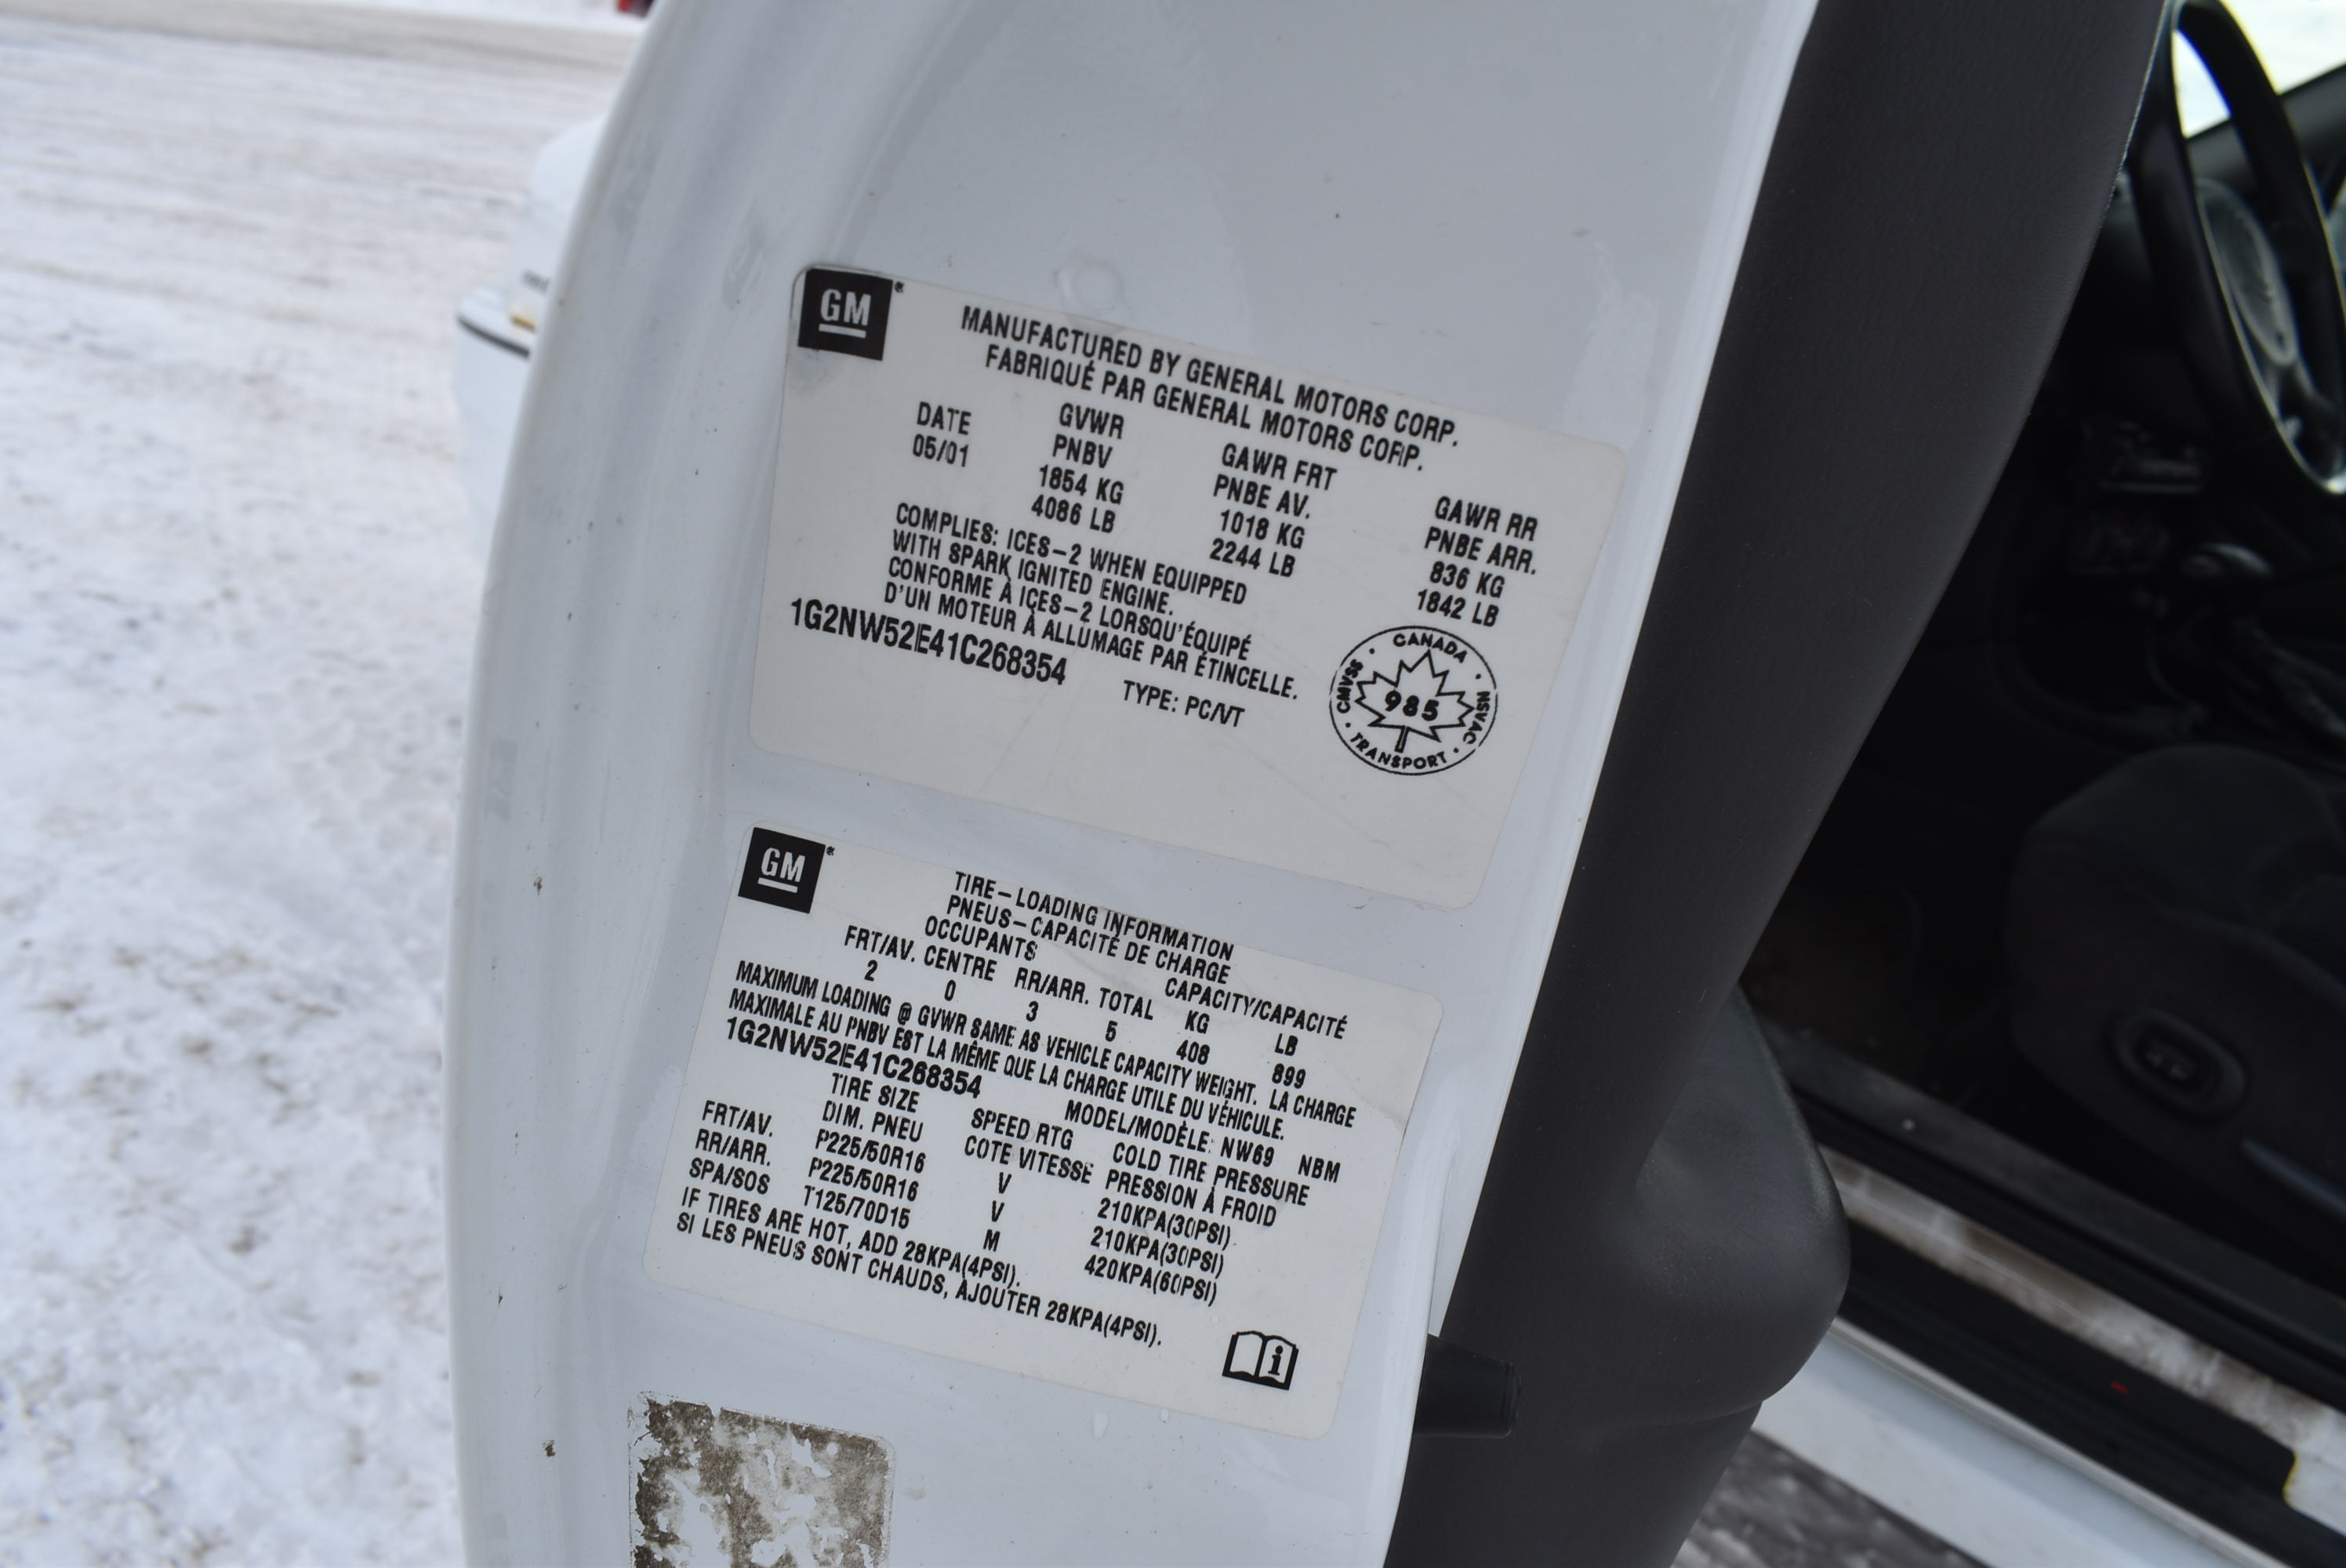 GM
MANUFACTURED BY GENERAL MOTORS CORP.
FABRIQUÉ PAR GENERAL MOTORS CORP.
DATE GVWR GAWR FRT GAWR RR
05/01 PNBV PNBE AV. PNBE ARR.
1854 KG 1018 KG 836 KG
4086 LB 2244 LB 1842 LB
COMPLIES: ICES-2 WHEN EQUIPPED
WITH SPARK IGNITED ENGINE.
CONFORME À ICES-2 LORSQU'ÉQUIPÉ
D'UN MOTEUR À ALLUMAGE PAR ÉTINCELLE.
1G2NW52E41C268354 TYPE: PC/VT
CANADA
CMVSS 985 NSVAC
TRANSPORT
GM
TIRE-LOADING INFORMATION
PNEUS-CAPACITÉ DE CHARGE
OCCUPANTS CAPACITY/CAPACITÉ
FRT/AV. CENTRE RR/ARR. TOTAL KG LB
2 0 3 5 408 899
MAXIMUM LOADING @ GVWR SAME AS VEHICLE CAPACITY WEIGHT. LA CHARGE
MAXIMALE AU PNBV EST LA MÊME QUE LA CHARGE UTILE DU VÉHICULE.
1G2NW52E41C268354 MODEL/MODÈLE: NW69 NBM
TIRE SIZE SPEED RTG COLD TIRE PRESSURE
DIM. PNEU COTE VITESSE PRESSION À FROID
FRT/AV. P225/50R16 V 210KPA(30PSI)
RR/ARR. P225/50R16 V 210KPA(30PSI)
SPA/SOS T125/70D15 M 420KPA(60PSI)
IF TIRES ARE HOT, ADD 28KPA(4PSI).
SI LES PNEUS SONT CHAUDS, AJOUTER 28KPA(4PSI).